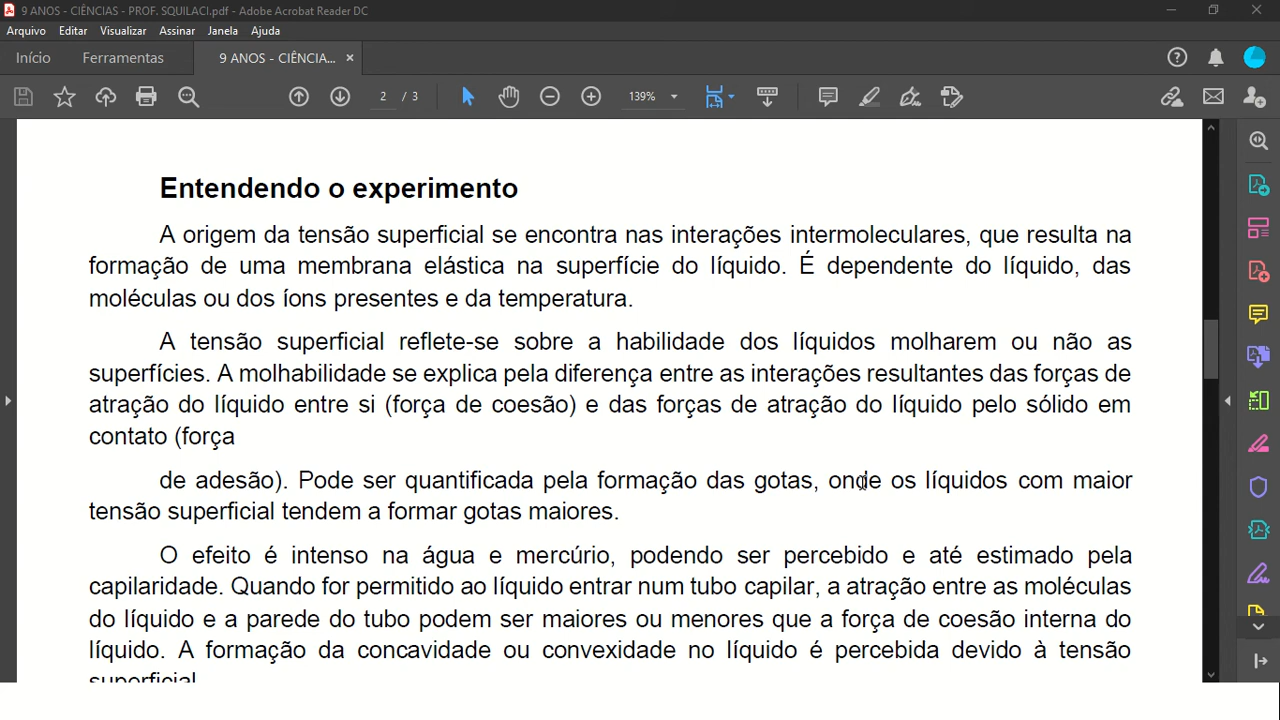 9 ANOS - CIÊNCIAS - PROF. SQUILACI.pdf - Adobe Acrobat Reader DC
Arquivo Editar Visualizar Assinar Janela Ajuda
Início Ferramentas 9 ANOS - CIÊNCIA... ×
2 / 3 139%
Entendendo o experimento
A origem da tensão superficial se encontra nas interações intermoleculares, que resulta na
formação de uma membrana elástica na superfície do líquido. É dependente do líquido, das
moléculas ou dos íons presentes e da temperatura.
A tensão superficial reflete-se sobre a habilidade dos líquidos molharem ou não as
superfícies. A molhabilidade se explica pela diferença entre as interações resultantes das forças de
atração do líquido entre si (força de coesão) e das forças de atração do líquido pelo sólido em
contato (força
de adesão). Pode ser quantificada pela formação das gotas, onde os líquidos com maior
tensão superficial tendem a formar gotas maiores.
O efeito é intenso na água e mercúrio, podendo ser percebido e até estimado pela
capilaridade. Quando for permitido ao líquido entrar num tubo capilar, a atração entre as moléculas
do líquido e a parede do tubo podem ser maiores ou menores que a força de coesão interna do
líquido. A formação da concavidade ou convexidade no líquido é percebida devido à tensão
superficial